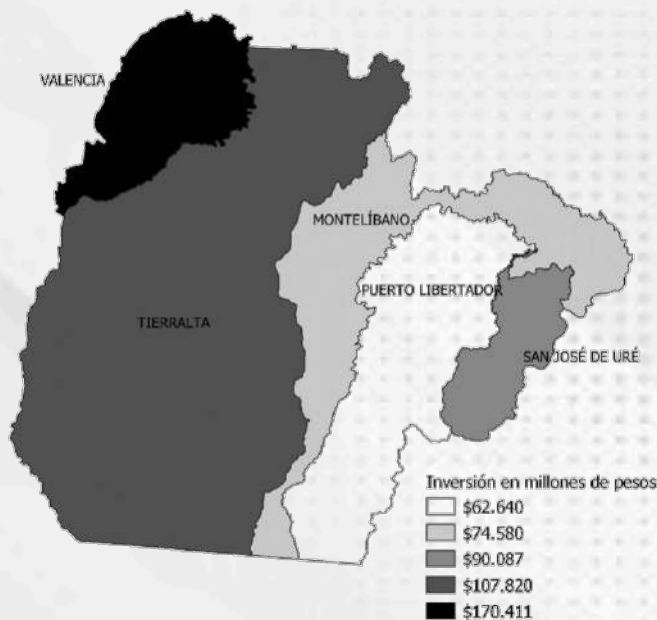 VALENCIA
MONTELÍBANO
PUERTO LIBERTADOR
TIERRALTA
SAN JOSÉ DE URÉ
Inversión en millones de pesos
$62.640
$74.580
$90.087
$107.820
$170.411